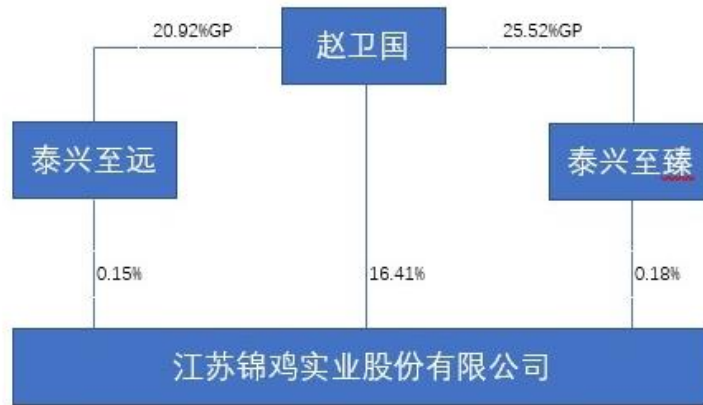 20.92%GP
赵卫国
25.52%GP
泰兴至远
泰兴至臻
0.15%
16.41%
0.18%
江苏锦鸡实业股份有限公司